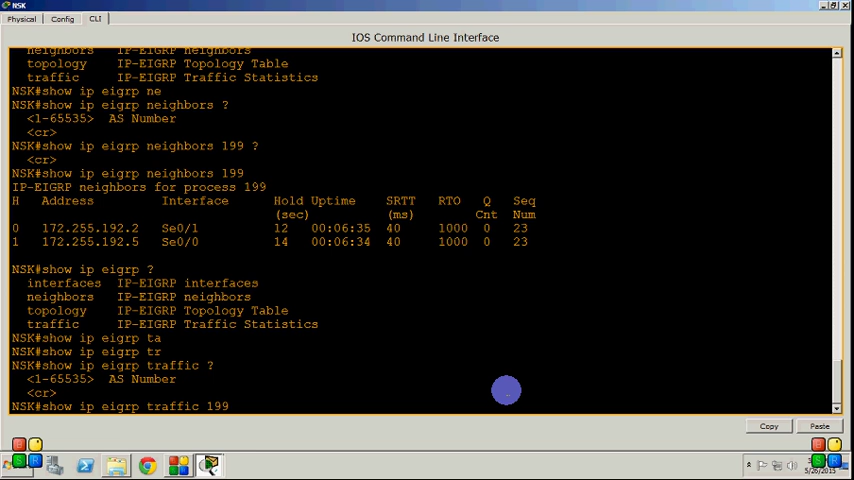 NSK
Physical Config CLI
IOS Command Line Interface
neighbors IP-EIGRP neighbors
topology IP-EIGRP Topology Table
traffic IP-EIGRP Traffic Statistics
NSK#show ip eigrp ne
NSK#show ip eigrp neighbors ?
<1-65535> AS Number
<cr>
NSK#show ip eigrp neighbors 199 ?
<cr>
NSK#show ip eigrp neighbors 199
IP-EIGRP neighbors for process 199
H Address Interface Hold Uptime SRTT RTO Q Seq
(sec) (ms) Cnt Num
0 172.255.192.2 Se0/1 12 00:06:35 40 1000 0 23
1 172.255.192.5 Se0/0 14 00:06:34 40 1000 0 23
NSK#show ip eigrp ?
interfaces IP-EIGRP interfaces
neighbors IP-EIGRP neighbors
topology IP-EIGRP Topology Table
traffic IP-EIGRP Traffic Statistics
NSK#show ip eigrp ta
NSK#show ip eigrp tr
NSK#show ip eigrp traffic ?
<1-65535> AS Number
<cr>
NSK#show ip eigrp traffic 199
Copy Paste
5/26/2015